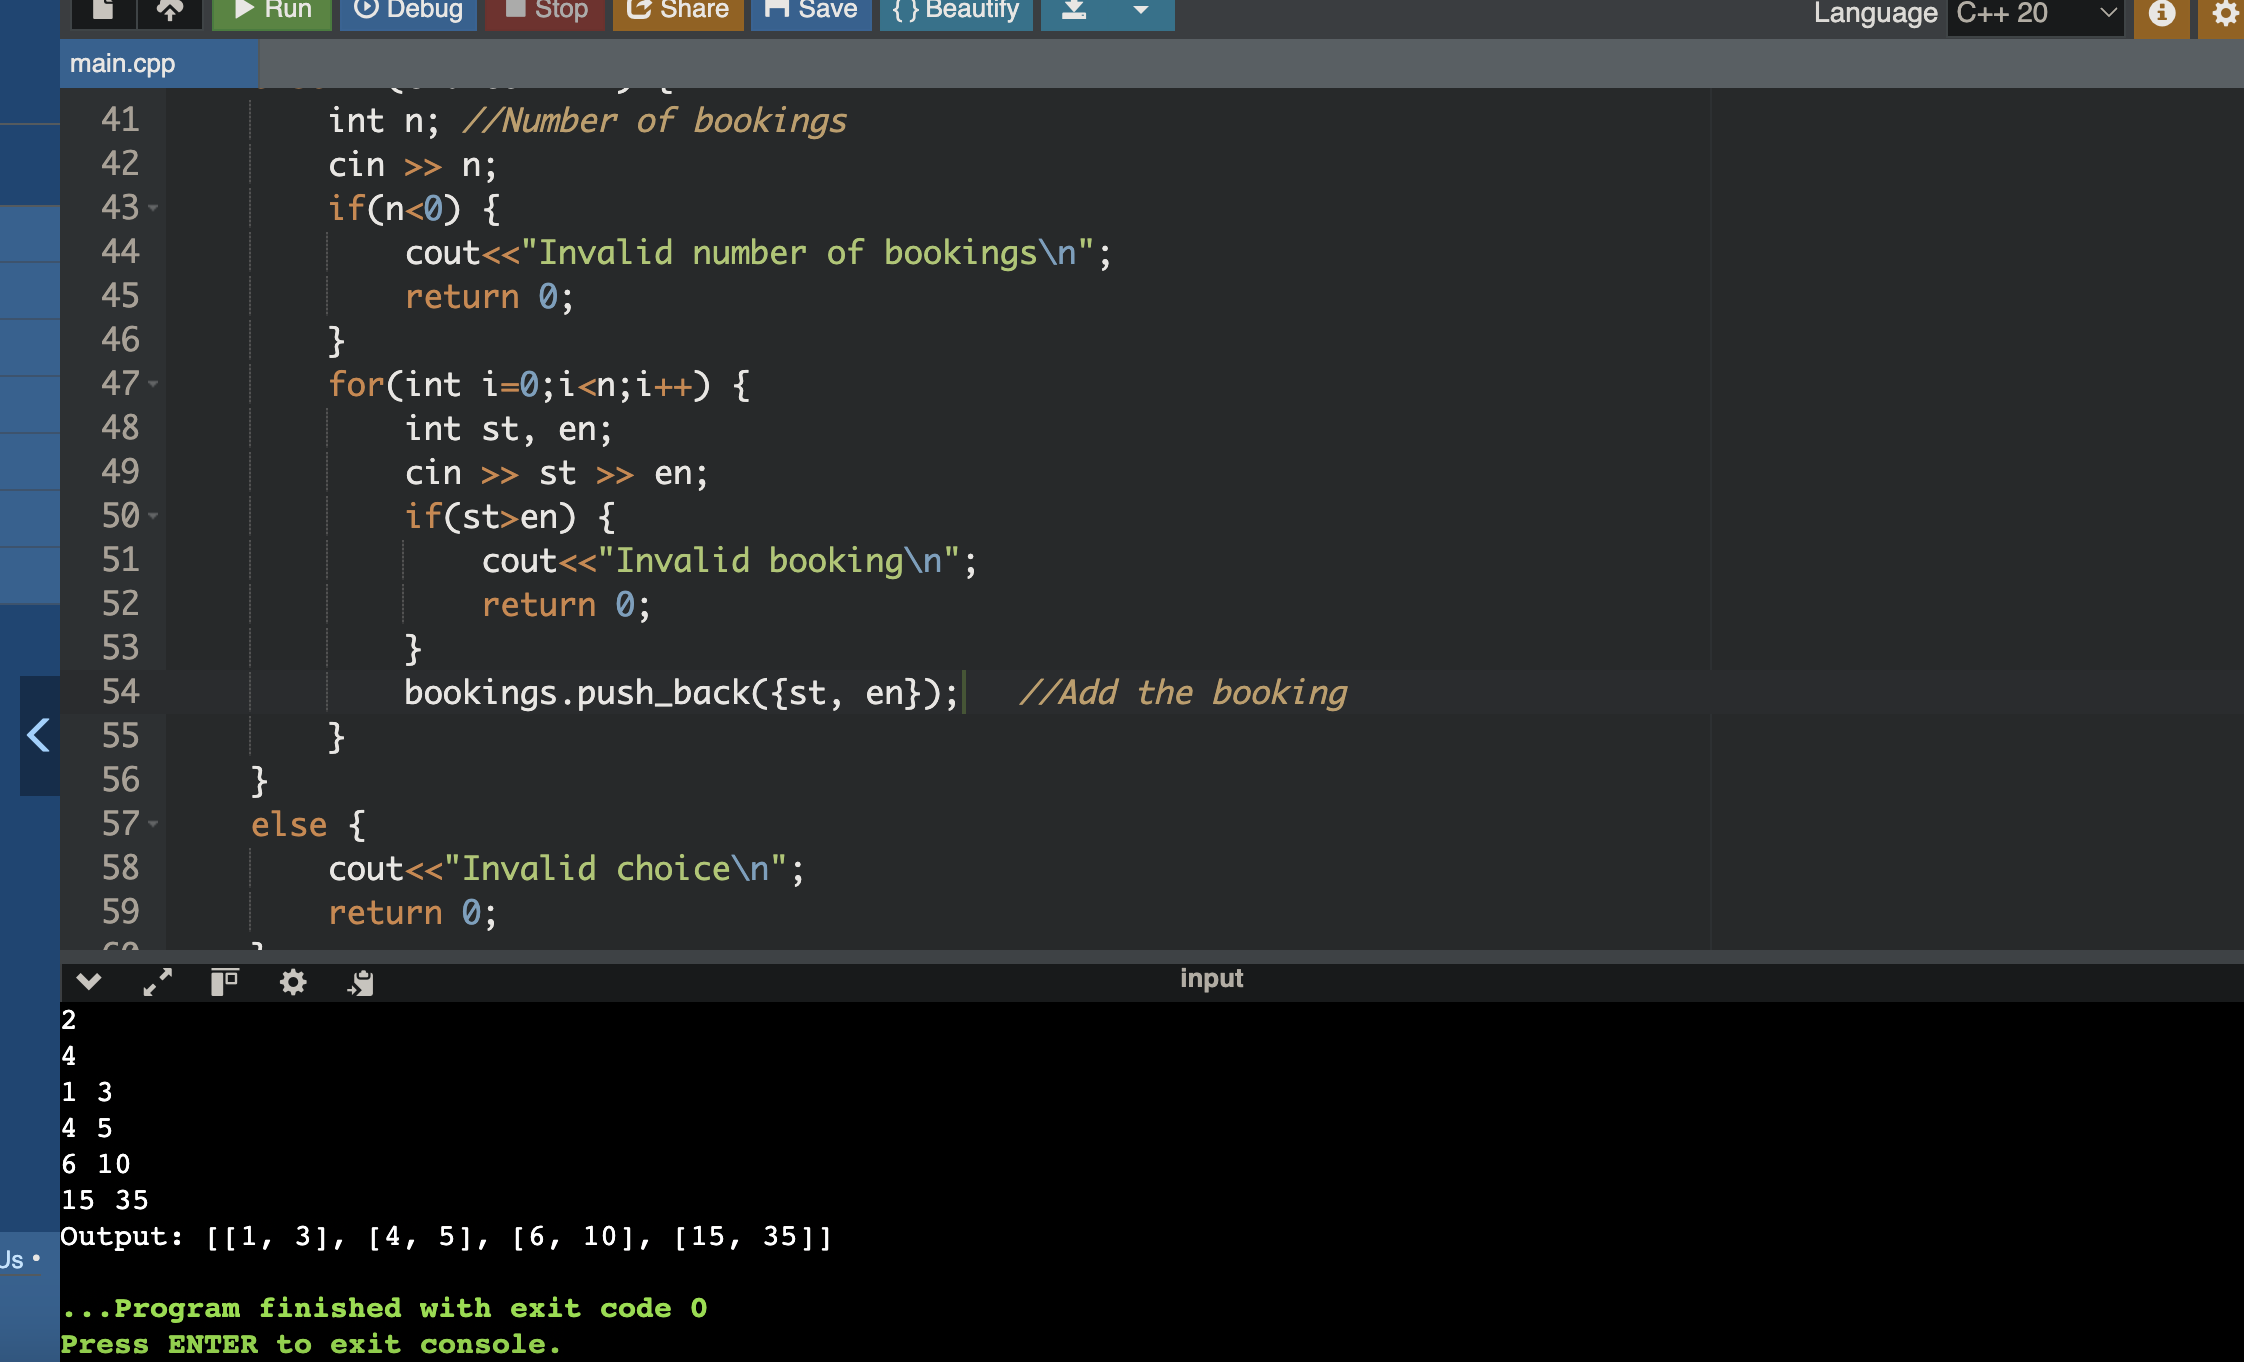 Run Debug Stop Share Save {} Beautify Language C++ 20
main.cpp
41 int n; //Number of bookings
42 cin >> n;
43 if(n<0) {
44 cout<<"Invalid number of bookings\n";
45 return 0;
46 }
47 for(int i=0;i<n;i++) {
48 int st, en;
49 cin >> st >> en;
50 if(st>en) {
51 cout<<"Invalid booking\n";
52 return 0;
53 }
54 bookings.push_back({st, en}); //Add the booking
55 }
56 }
57 else {
58 cout<<"Invalid choice\n";
59 return 0;
60 }
input
2
4
1 3
4 5
6 10
15 35
Output: [[1, 3], [4, 5], [6, 10], [15, 35]]
Us •
...Program finished with exit code 0
Press ENTER to exit console.